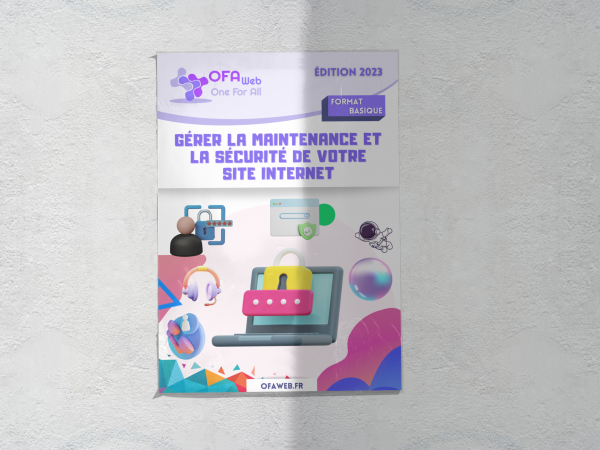 OFA Web
One For All
ÉDITION 2023
FORMAT
BASIQUE
GÉRER LA MAINTENANCE ET
LA SÉCURITÉ DE VOTRE
SITE INTERNET
OFAWEB.FR